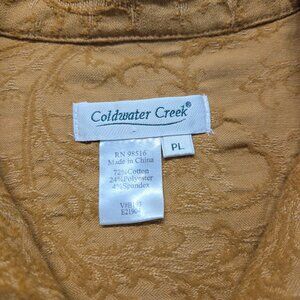 Coldwater Creek®
PL
RN 98516
Made in China
72%Cotton
24%Polyester
4%Spandex